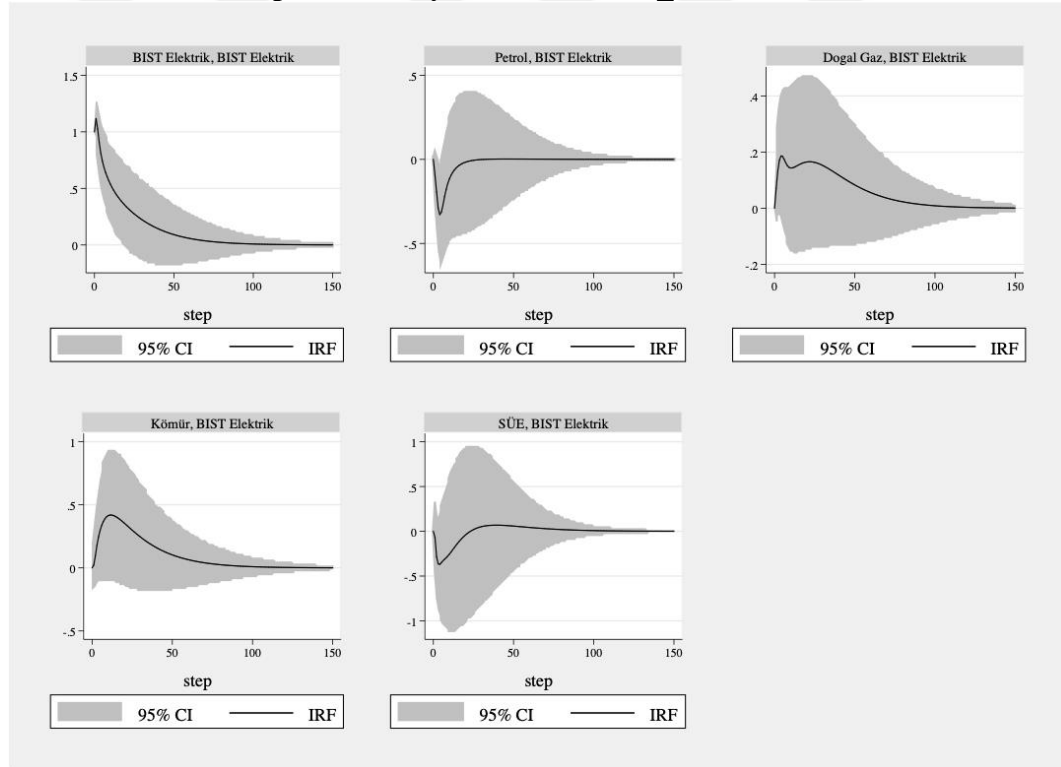 BIST Elektrik, BIST Elektrik
1.5
1
.5
0
0 50 100 150
step
95% CI IRF
Petrol, BIST Elektrik
.5
0
-.5
0 50 100 150
step
95% CI IRF
Dogal Gaz, BIST Elektrik
.4
.2
0
-.2
0 50 100 150
step
95% CI IRF
Kömür, BIST Elektrik
1
.5
0
-.5
0 50 100 150
step
95% CI IRF
SÜE, BIST Elektrik
1
.5
0
-.5
-1
0 50 100 150
step
95% CI IRF